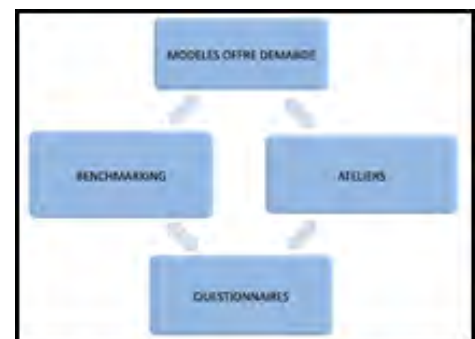 MODELES OFFRE DEMANDE
BENCHMARKING
ATELIERS
QUESTIONNAIRES